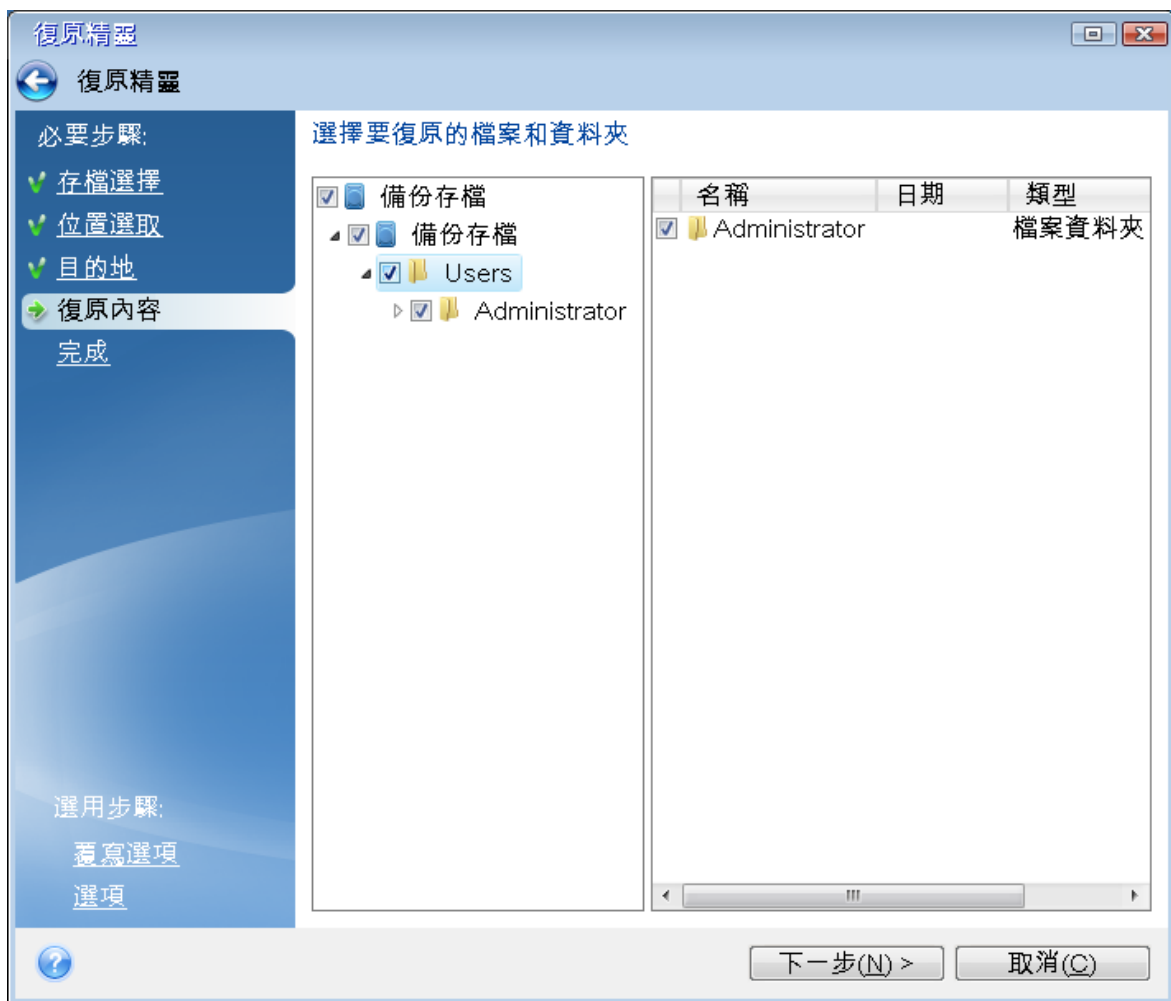 復原精靈
復原精靈
必要步驟:
存檔選擇
位置選取
目的地
復原內容
完成
選用步驟:
覆寫選項
選項
選擇要復原的檔案和資料夾
備份存檔
備份存檔
Users
Administrator
名稱 日期 類型
Administrator 檔案資料夾
下一步(N) > 取消(C)